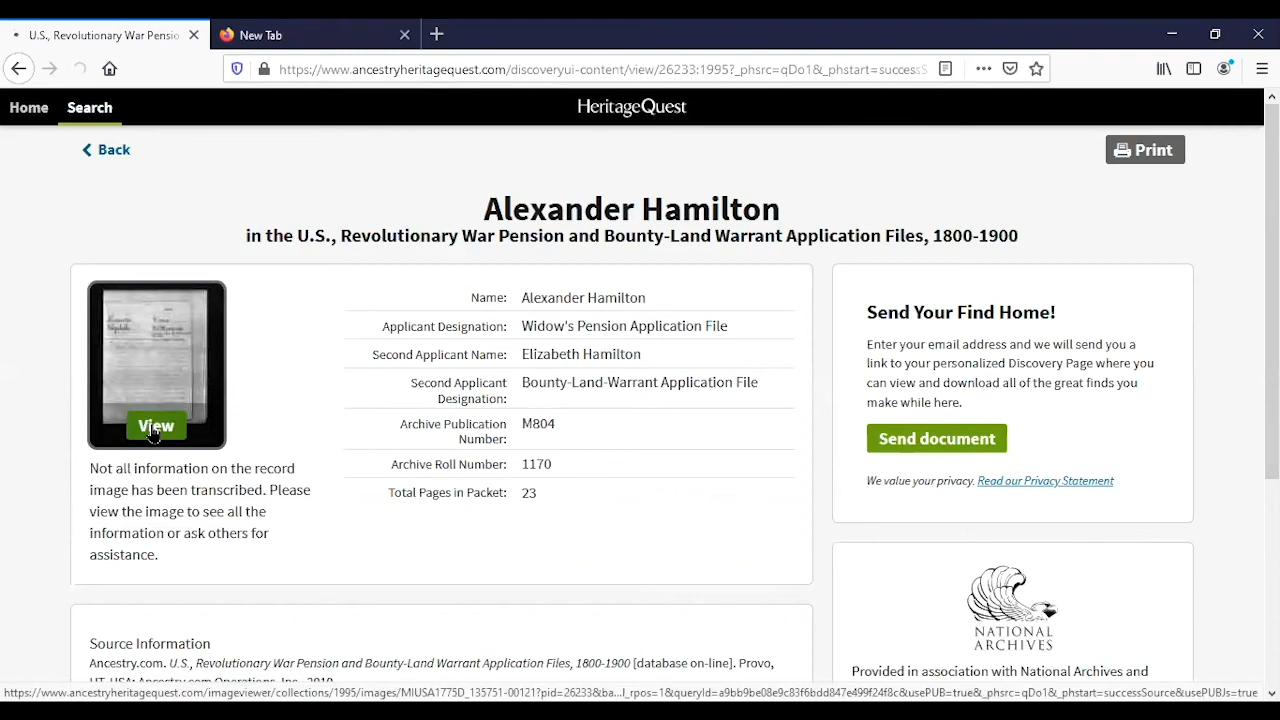 U.S., Revolutionary War Pensio
New Tab
https://www.ancestryheritagequest.com/discoveryui-content/view/26233:1995?_phsrc=qDo1&_phstart=successS
Home
Search
HeritageQuest
Back
Print
Alexander Hamilton
in the U.S., Revolutionary War Pension and Bounty-Land Warrant Application Files, 1800-1900
View
Not all information on the record
image has been transcribed. Please
view the image to see all the
information or ask others for
assistance.
Name: Alexander Hamilton
Applicant Designation: Widow's Pension Application File
Second Applicant Name: Elizabeth Hamilton
Second Applicant Designation: Bounty-Land-Warrant Application File
Archive Publication Number: M804
Archive Roll Number: 1170
Total Pages in Packet: 23
Send Your Find Home!
Enter your email address and we will send you a
link to your personalized Discovery Page where you
can view and download all of the great finds you
make while here.
Send document
We value your privacy. Read our Privacy Statement
Source Information
Ancestry.com. U.S., Revolutionary War Pension and Bounty-Land Warrant Application Files, 1800-1900 [database on-line]. Provo,
NATIONAL
ARCHIVES
Provided in association with National Archives and